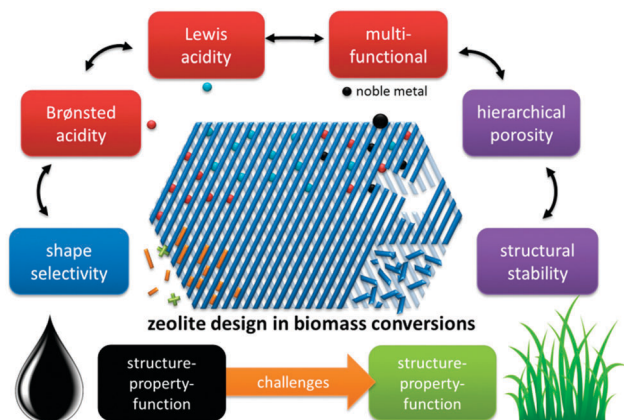 Lewis
acidity
multi-
functional
noble metal
Brønsted
acidity
hierarchical
porosity
shape
selectivity
structural
stability
zeolite design in biomass conversions
structure-
property-
function
challenges
structure-
property-
function